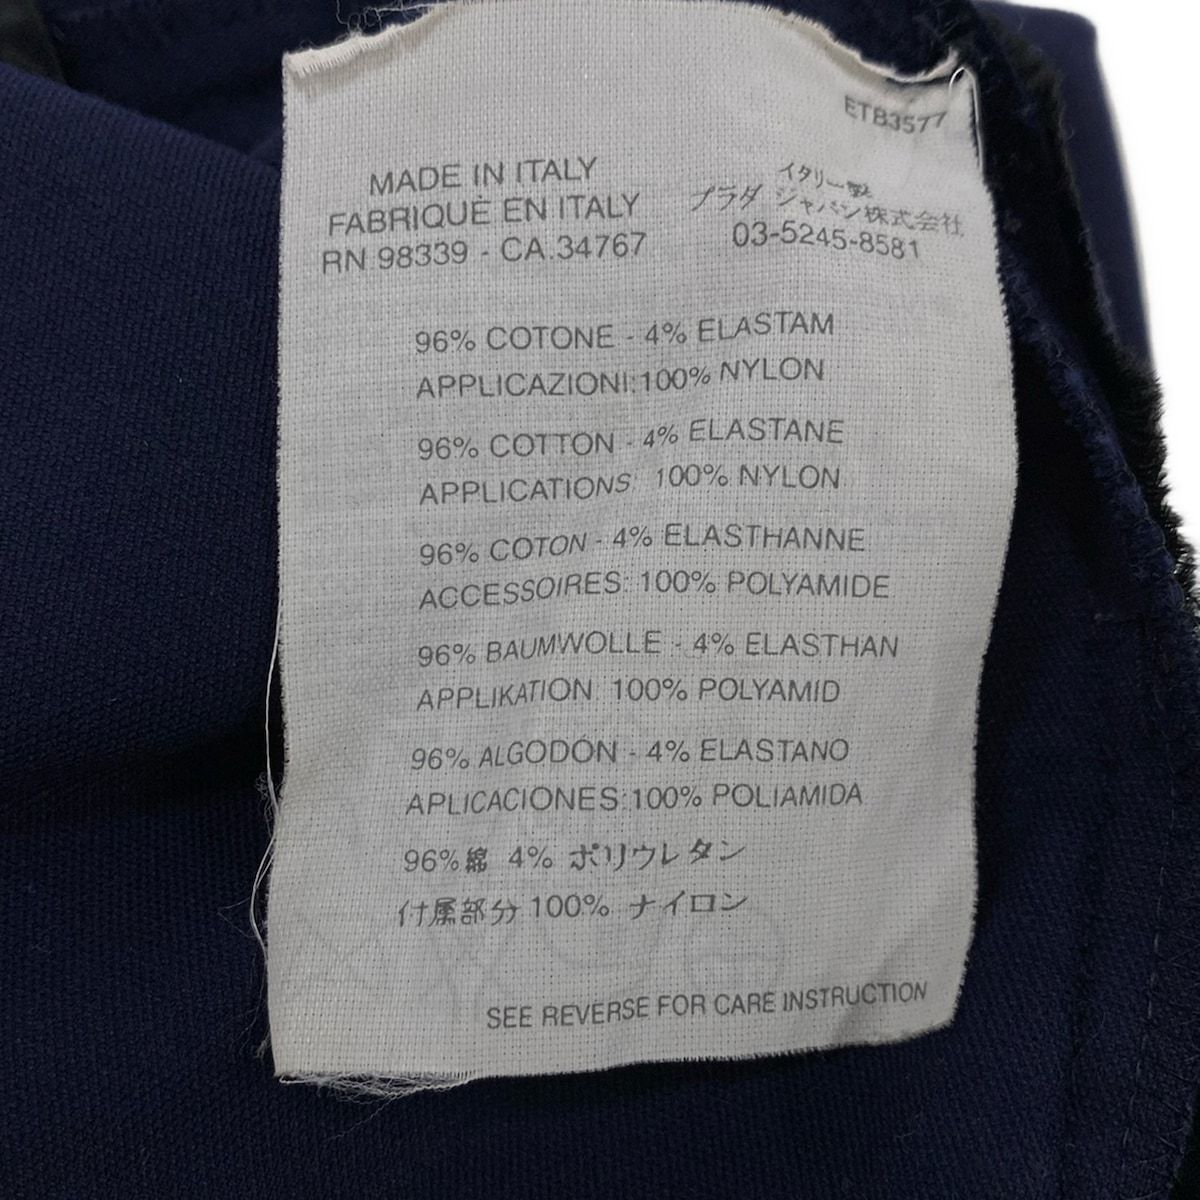 ETB3577
MADE IN ITALY
FABRIQUÉ EN ITALY
RN 98339 - CA.34767
イタリー製
プラダ ジャパン株式会社
03-5245-8581
96% COTONE - 4% ELASTAM
APPLICAZIONI:100% NYLON
96% COTTON - 4% ELASTANE
APPLICATIONS: 100% NYLON
96% COTON - 4% ELASTHANNE
ACCESSOIRES: 100% POLYAMIDE
96% BAUMWOLLE - 4% ELASTHAN
APPLIKATION: 100% POLYAMID
96% ALGODÓN - 4% ELASTANO
APLICACIONES:100% POLIAMIDA
96% 綿 4% ポリウレタン
付属部分 100% ナイロン
SEE REVERSE FOR CARE INSTRUCTION